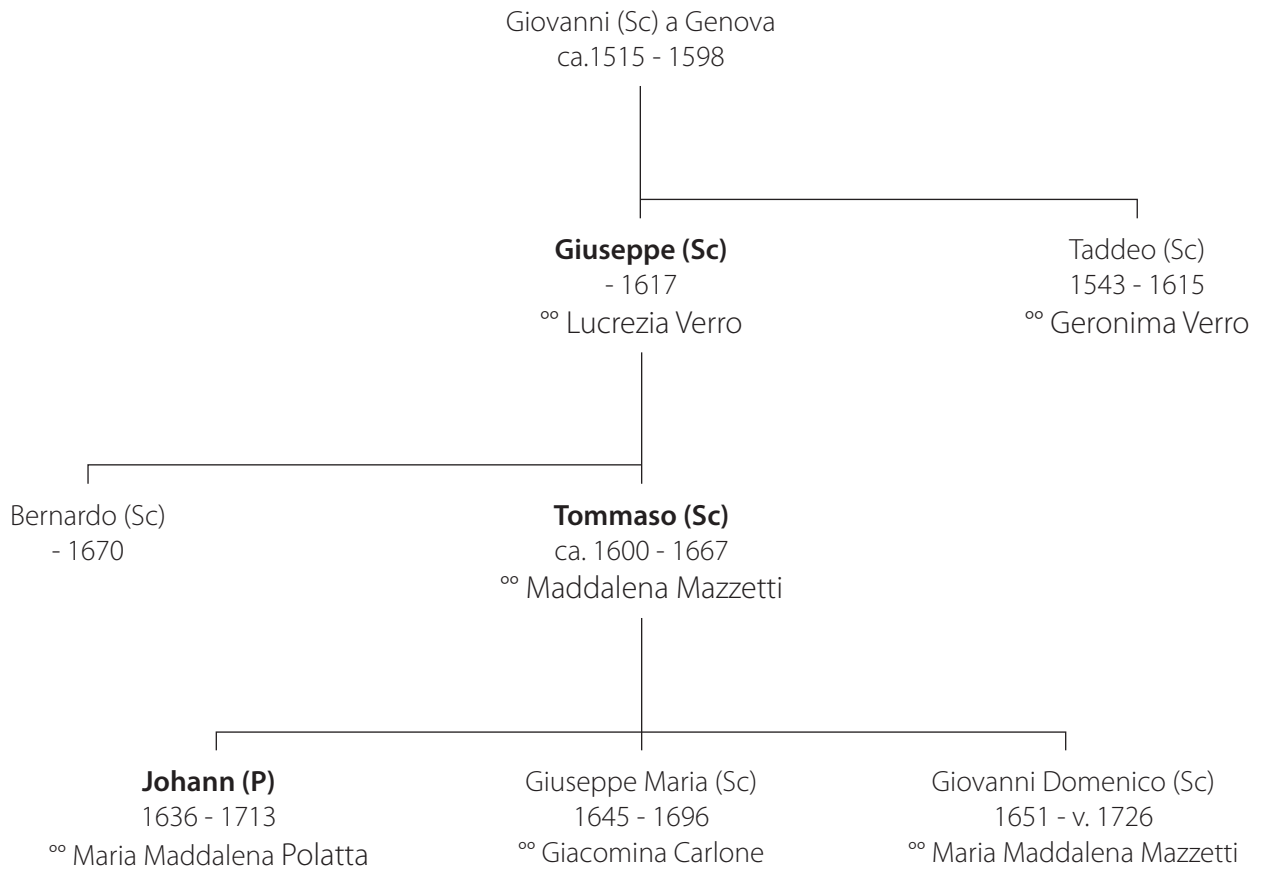 Giovanni (Sc) a Genova
ca.1515 - 1598
Giuseppe (Sc)
- 1617
°° Lucrezia Verro
Taddeo (Sc)
1543 - 1615
°° Geronima Verro
Bernardo (Sc)
- 1670
Tommaso (Sc)
ca. 1600 - 1667
°° Maddalena Mazzetti
Johann (P)
1636 - 1713
°° Maria Maddalena Polatta
Giuseppe Maria (Sc)
1645 - 1696
°° Giacomina Carlone
Giovanni Domenico (Sc)
1651 - v. 1726
°° Maria Maddalena Mazzetti